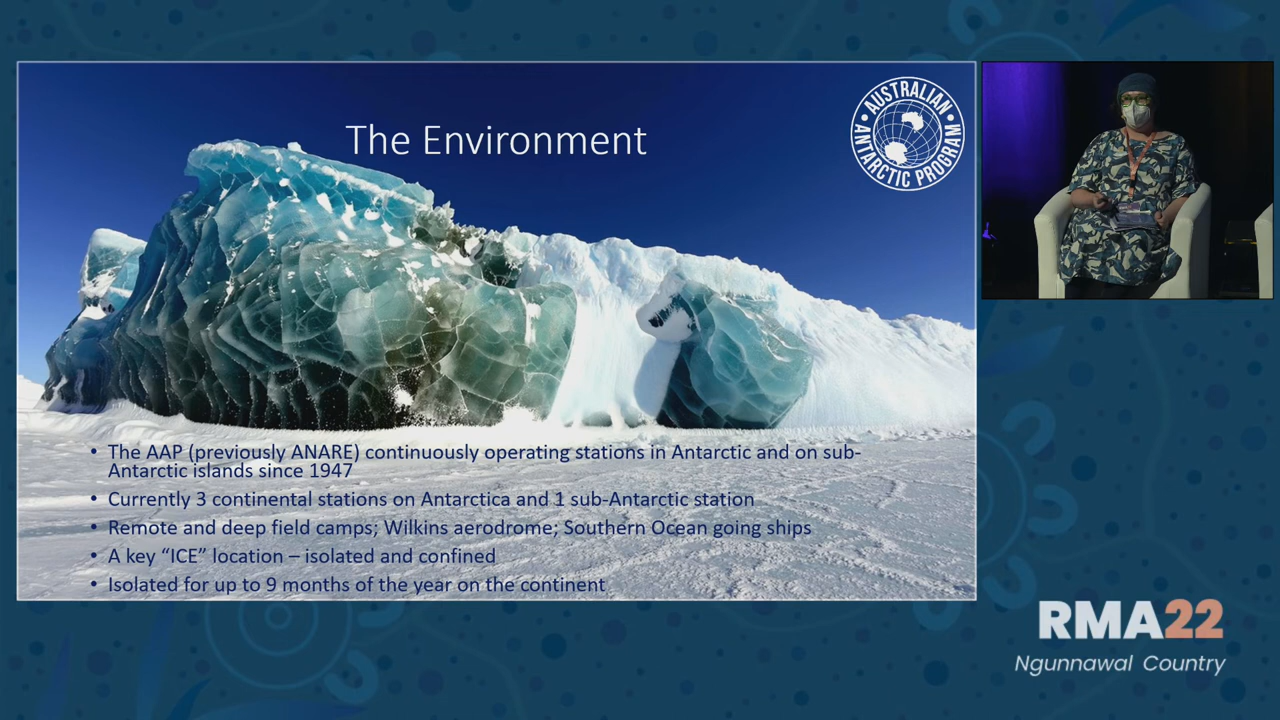 The Environment
AUSTRALIAN
ANTARCTIC PROGRAM
• The AAP (previously ANARE) continuously operating stations in Antarctic and on sub-
Antarctic islands since 1947
• Currently 3 continental stations on Antarctica and 1 sub-Antarctic station
• Remote and deep field camps; Wilkins aerodrome; Southern Ocean going ships
• A key “ICE” location – isolated and confined
• Isolated for up to 9 months of the year on the continent
RMA22
Ngunnawal Country